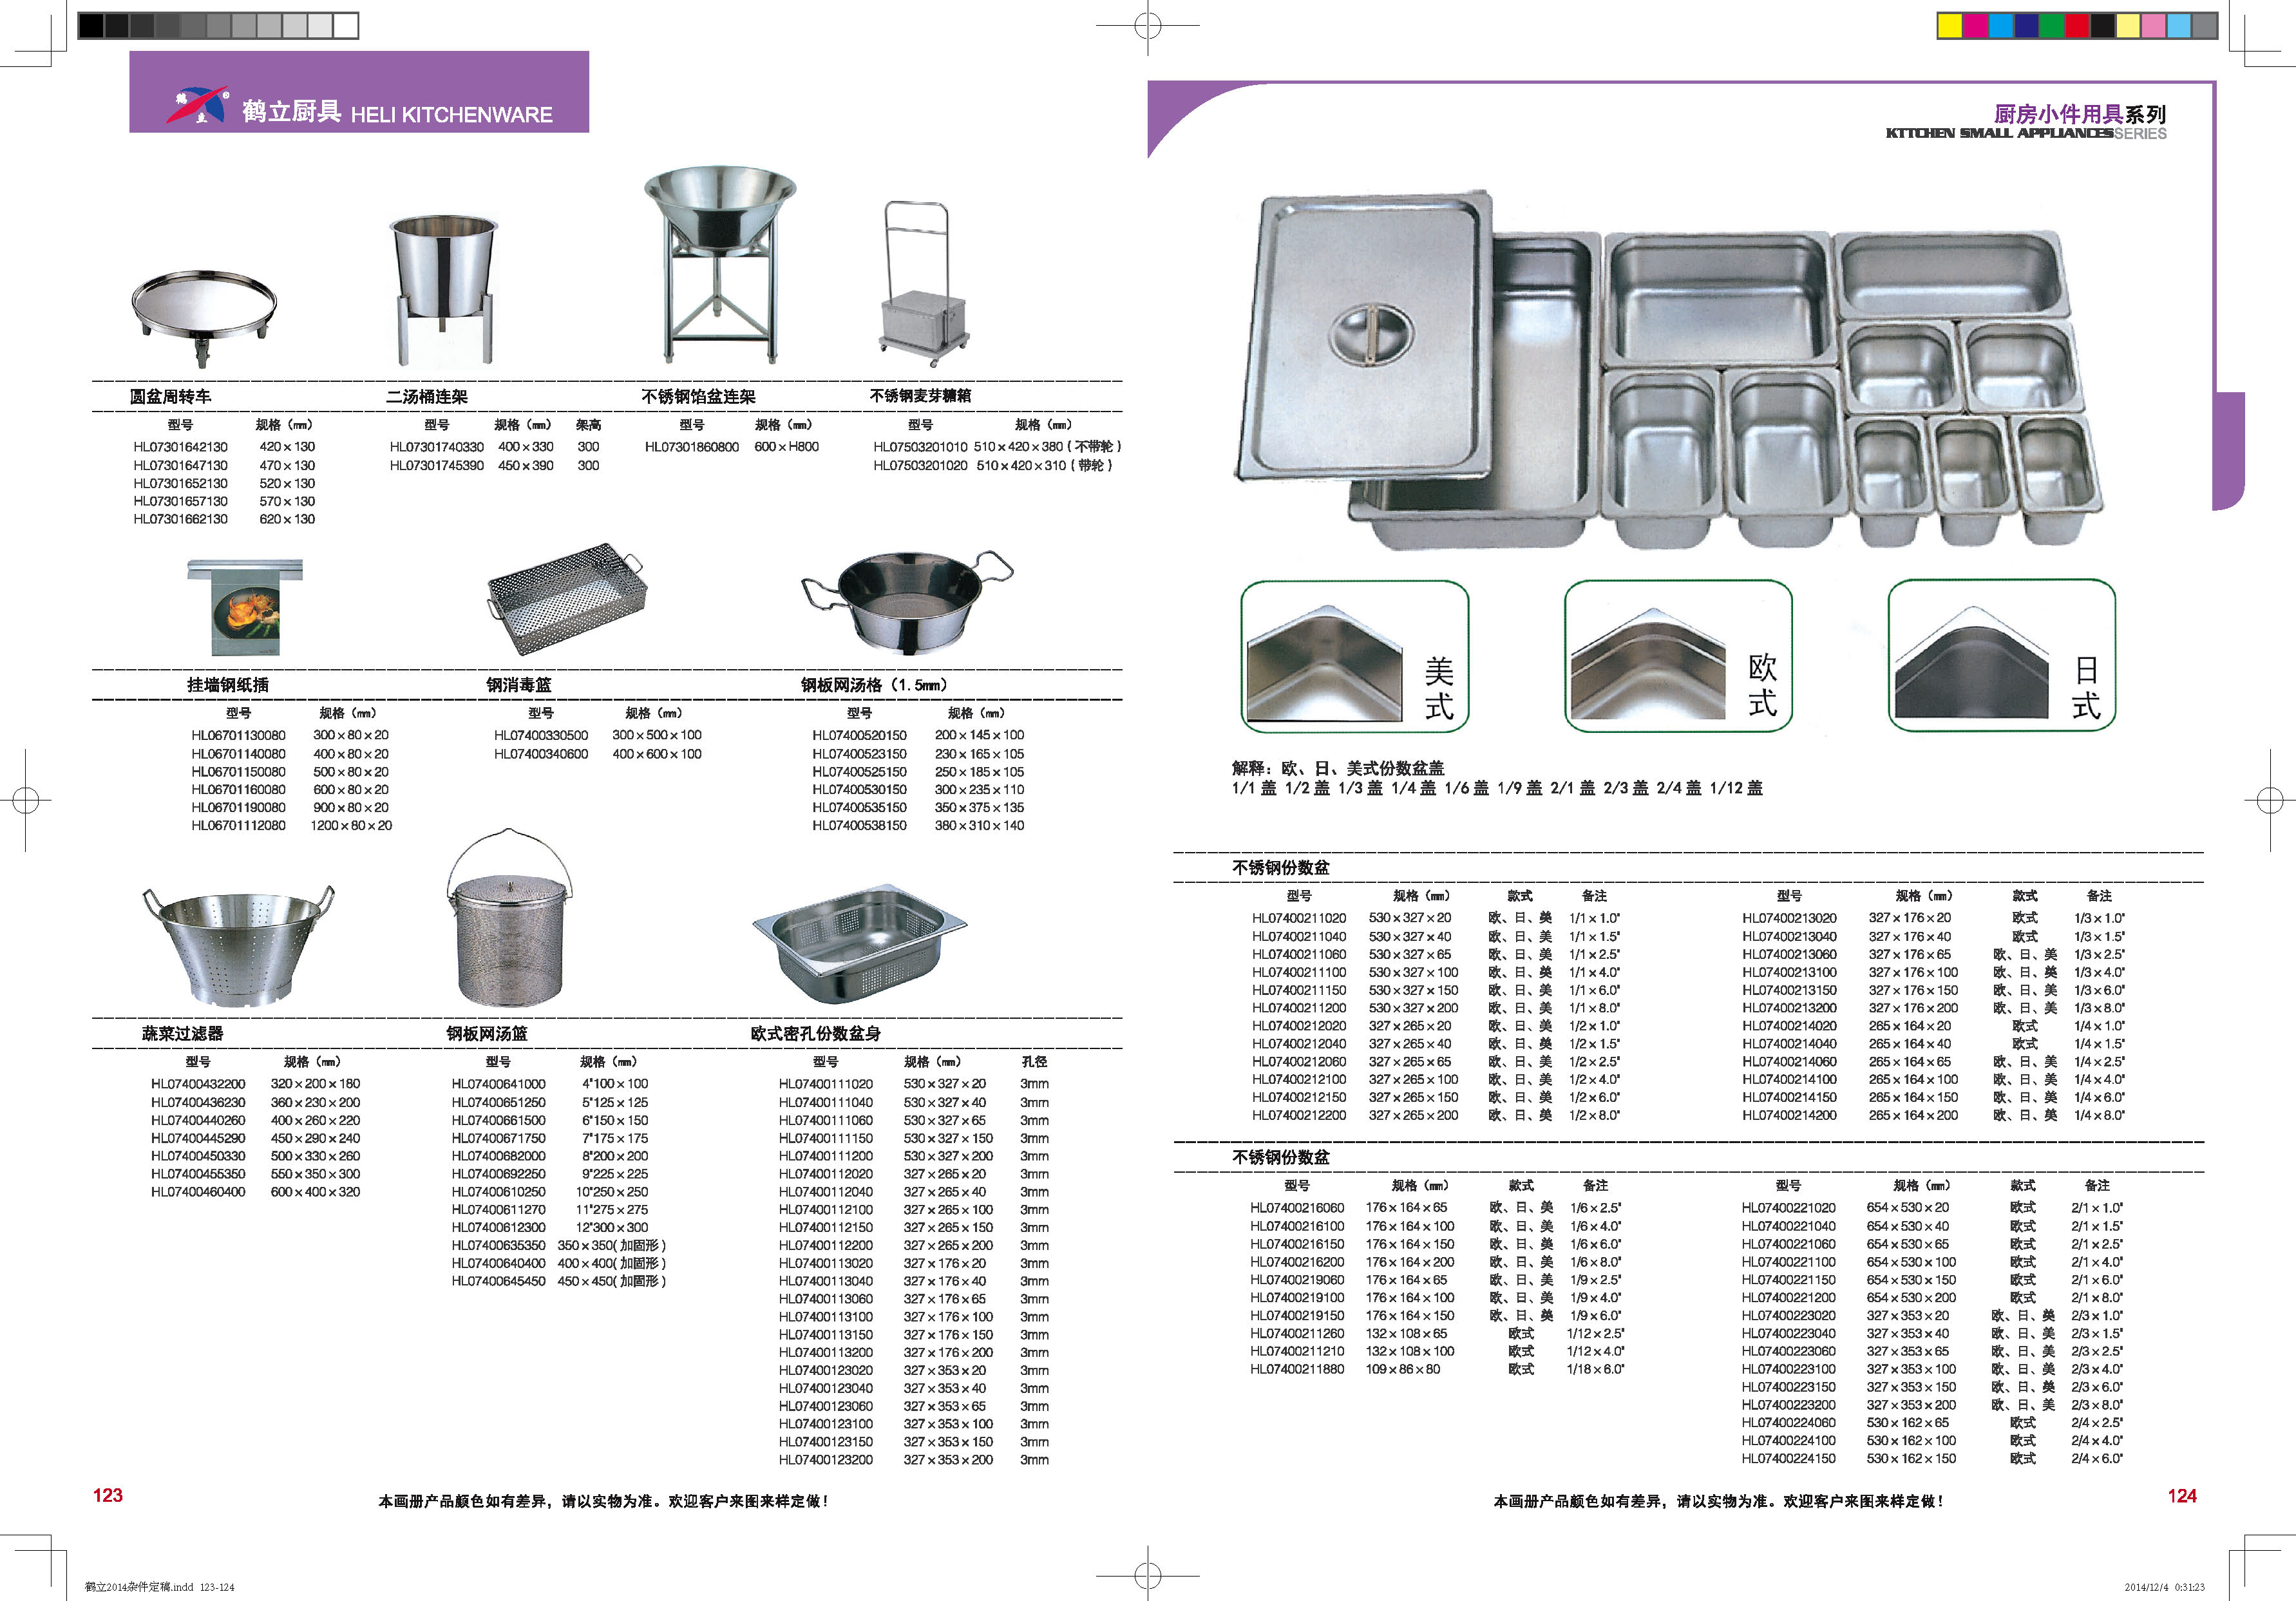 鹤立厨具 HELI KITCHENWARE
圆盆周转车
型号 规格（mm）
HL07301642130 420×130
HL07301647130 470×130
HL07301652130 520×130
HL07301657130 570×130
HL07301662130 620×130
二汤桶连架
型号 规格（mm） 架高
HL07301740330 400×330 300
HL07301745390 450×390 300
不锈钢馅盆连架
型号 规格（mm）
HL07301860800 600×H800
不锈钢麦芽糖箱
型号 规格（mm）
HL07503201010 510×420×380（不带轮）
HL07503201020 510×420×310（带轮）
挂墙钢纸插
型号 规格（mm）
HL06701130080 300×80×20
HL06701140080 400×80×20
HL06701150080 500×80×20
HL06701160080 600×80×20
HL06701190080 900×80×20
HL06701112080 1200×80×20
钢消毒篮
型号 规格（mm）
HL07400330500 300×500×100
HL07400340600 400×600×100
钢板网汤格（1.5mm）
型号 规格（mm）
HL07400520150 200×145×100
HL07400523150 230×165×105
HL07400525150 250×185×105
HL07400530150 300×235×110
HL07400535150 350×375×135
HL07400538150 380×310×140
蔬菜过滤器
型号 规格（mm）
HL07400432200 320×200×180
HL07400436230 360×230×200
HL07400440260 400×260×220
HL07400445290 450×290×240
HL07400450330 500×330×260
HL07400455350 550×350×300
HL07400460400 600×400×320
钢板网汤篮
型号 规格（mm）
HL07400641000 4"100×100
HL07400651250 5"125×125
HL07400661500 6"150×150
HL07400671750 7"175×175
HL07400682000 8"200×200
HL07400692250 9"225×225
HL07400610250 10"250×250
HL07400611270 11"275×275
HL07400612300 12"300×300
HL07400635350 350×350(加固形)
HL07400640400 400×400(加固形)
HL07400645450 450×450(加固形)
欧式密孔份数盆身
型号 规格（mm） 孔径
HL07400111020 530×327×20 3mm
HL07400111040 530×327×40 3mm
HL07400111060 530×327×65 3mm
HL07400111150 530×327×150 3mm
HL07400111200 530×327×200 3mm
HL07400112020 327×265×20 3mm
HL07400112040 327×265×40 3mm
HL07400112100 327×265×100 3mm
HL07400112150 327×265×150 3mm
HL07400112200 327×265×200 3mm
HL07400113020 327×176×20 3mm
HL07400113040 327×176×40 3mm
HL07400113060 327×176×65 3mm
HL07400113100 327×176×100 3mm
HL07400113150 327×176×150 3mm
HL07400113200 327×176×200 3mm
HL07400123020 327×353×20 3mm
HL07400123040 327×353×40 3mm
HL07400123060 327×353×65 3mm
HL07400123100 327×353×100 3mm
HL07400123150 327×353×150 3mm
HL07400123200 327×353×200 3mm
123
本画册产品颜色如有差异，请以实物为准。欢迎客户来图来样定做！
厨房小件用具系列
KTTCHEN SMALL APPLIANCESSERIES
美式
欧式
日式
解释：欧、日、美式份数盆盖
1/1 盖 1/2 盖 1/3 盖 1/4 盖 1/6 盖 1/9 盖 2/1 盖 2/3 盖 2/4 盖 1/12 盖
不锈钢份数盆
型号 规格（mm） 款式 备注
HL07400211020 530×327×20 欧、日、美 1/1×1.0"
HL07400211040 530×327×40 欧、日、美 1/1×1.5"
HL07400211060 530×327×65 欧、日、美 1/1×2.5"
HL07400211100 530×327×100 欧、日、美 1/1×4.0"
HL07400211150 530×327×150 欧、日、美 1/1×6.0"
HL07400211200 530×327×200 欧、日、美 1/1×8.0"
HL07400212020 327×265×20 欧、日、美 1/2×1.0"
HL07400212040 327×265×40 欧、日、美 1/2×1.5"
HL07400212060 327×265×65 欧、日、美 1/2×2.5"
HL07400212100 327×265×100 欧、日、美 1/2×4.0"
HL07400212150 327×265×150 欧、日、美 1/2×6.0"
HL07400212200 327×265×200 欧、日、美 1/2×8.0"
型号 规格（mm） 款式 备注
HL07400213020 327×176×20 欧式 1/3×1.0"
HL07400213040 327×176×40 欧式 1/3×1.5"
HL07400213060 327×176×65 欧、日、美 1/3×2.5"
HL07400213100 327×176×100 欧、日、美 1/3×4.0"
HL07400213150 327×176×150 欧、日、美 1/3×6.0"
HL07400213200 327×176×200 欧、日、美 1/3×8.0"
HL07400214020 265×164×20 欧式 1/4×1.0"
HL07400214040 265×164×40 欧式 1/4×1.5"
HL07400214060 265×164×65 欧、日、美 1/4×2.5"
HL07400214100 265×164×100 欧、日、美 1/4×4.0"
HL07400214150 265×164×150 欧、日、美 1/4×6.0"
HL07400214200 265×164×200 欧、日、美 1/4×8.0"
不锈钢份数盆
型号 规格（mm） 款式 备注
HL07400216060 176×164×65 欧、日、美 1/6×2.5"
HL07400216100 176×164×100 欧、日、美 1/6×4.0"
HL07400216150 176×164×150 欧、日、美 1/6×6.0"
HL07400216200 176×164×200 欧、日、美 1/6×8.0"
HL07400219060 176×164×65 欧、日、美 1/9×2.5"
HL07400219100 176×164×100 欧、日、美 1/9×4.0"
HL07400219150 176×164×150 欧、日、美 1/9×6.0"
HL07400211260 132×108×65 欧式 1/12×2.5"
HL07400211210 132×108×100 欧式 1/12×4.0"
HL07400211880 109×86×80 欧式 1/18×6.0"
型号 规格（mm） 款式 备注
HL07400221020 654×530×20 欧式 2/1×1.0"
HL07400221040 654×530×40 欧式 2/1×1.5"
HL07400221060 654×530×65 欧式 2/1×2.5"
HL07400221100 654×530×100 欧式 2/1×4.0"
HL07400221150 654×530×150 欧式 2/1×6.0"
HL07400221200 654×530×200 欧式 2/1×8.0"
HL07400223020 327×353×20 欧、日、美 2/3×1.0"
HL07400223040 327×353×40 欧、日、美 2/3×1.5"
HL07400223060 327×353×65 欧、日、美 2/3×2.5"
HL07400223100 327×353×100 欧、日、美 2/3×4.0"
HL07400223150 327×353×150 欧、日、美 2/3×6.0"
HL07400223200 327×353×200 欧、日、美 2/3×8.0"
HL07400224060 530×162×65 欧式 2/4×2.5"
HL07400224100 530×162×100 欧式 2/4×4.0"
HL07400224150 530×162×150 欧式 2/4×6.0"
本画册产品颜色如有差异，请以实物为准。欢迎客户来图来样定做！
124
鹤立2014杂件定稿.indd 123-124
2014/12/4 0:31:23